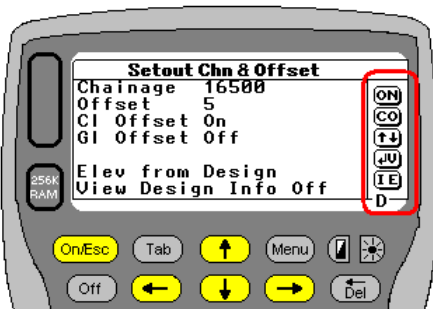 Setout Chn & Offset
Chainage 16500
Offset 5
Cl Offset On
Gl Offset Off
Elev from Design
View Design Info Off
ON
CO
↑↓
↲V
IE
D
256K
RAM
On/Esc Tab ↑ Menu
Off ← ↓ → Del